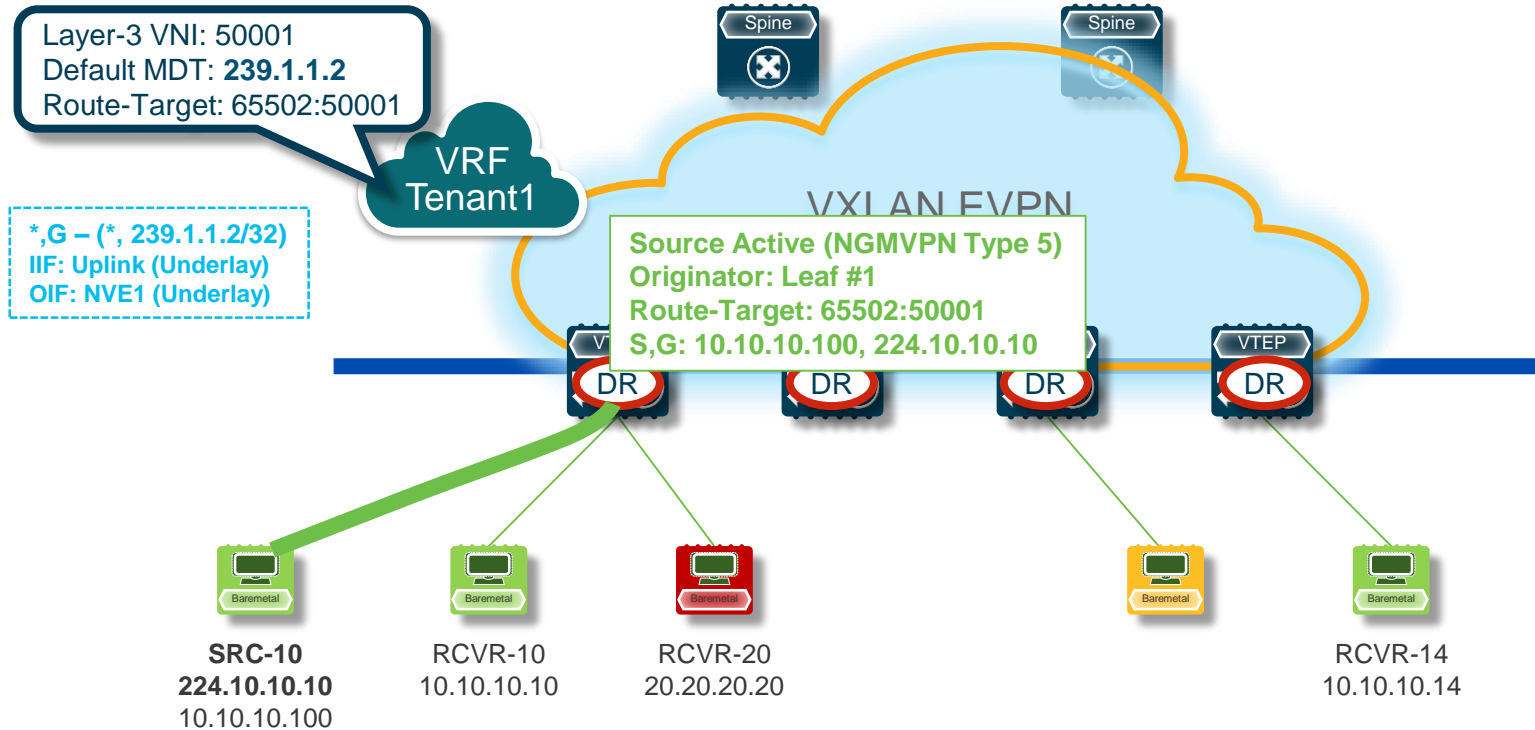 Layer-3 VNI: 50001
Default MDT: 239.1.1.2
Route-Target: 65502:50001
Spine
Spine
VRF
Tenant1
VXLAN EVPN
*,G – (*, 239.1.1.2/32)
IIF: Uplink (Underlay)
OIF: NVE1 (Underlay)
Source Active (NGMVPN Type 5)
Originator: Leaf #1
Route-Target: 65502:50001
S,G: 10.10.10.100, 224.10.10.10
VTEP
DR
DR
DR
DR
Baremetal
Baremetal
Baremetal
Baremetal
Baremetal
SRC-10
224.10.10.10
10.10.10.100
RCVR-10
10.10.10.10
RCVR-20
20.20.20.20
RCVR-14
10.10.10.14